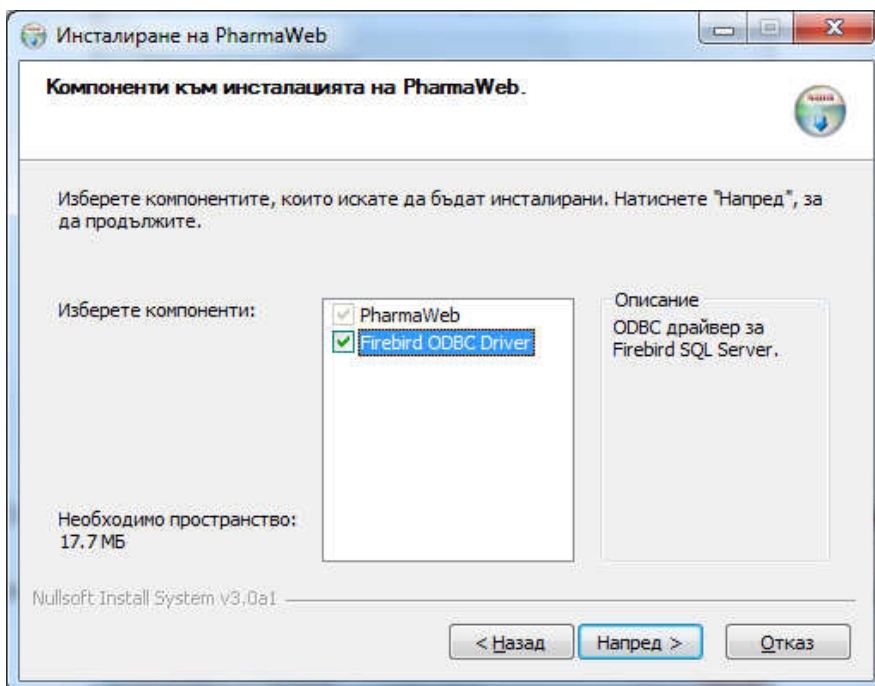 Инсталиране на PharmaWeb
Компоненти към инсталацията на PharmaWeb.
Изберете компонентите, които искате да бъдат инсталирани. Натиснете "Напред", за
да продължите.
Изберете компоненти:
PharmaWeb
Firebird ODBC Driver
Описание
ODBC драйвер за
Firebird SQL Server.
Необходимо пространство:
17.7 МБ
Nullsoft Install System v3.0a1
< Назад
Напред >
Отказ